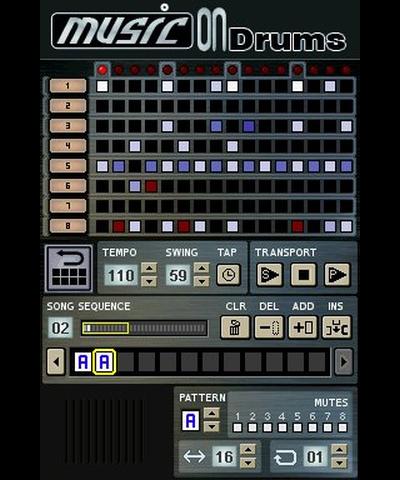 music on
Drums
1
2
3
4
5
6
7
8
TEMPO SWING TAP TRANSPORT
110 59 S P
SONG SEQUENCE CLR DEL ADD INS
02
A A
PATTERN MUTES
A 1 2 3 4 5 6 7 8
16 01